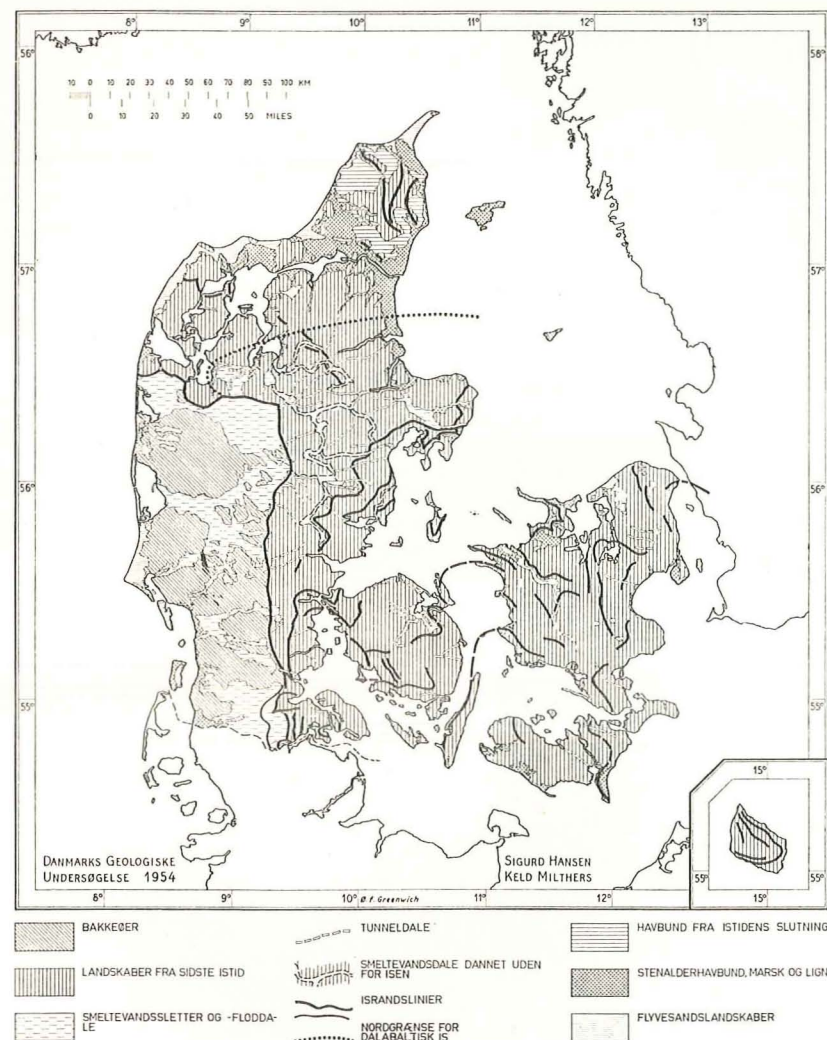 8° 9° 10° 11° 12° 13°
58°
10 0 10 20 30 40 50 60 70 80 90 100 KM
0 10 20 30 40 50 MILES
57° 57°
56° 56°
55° 55°
15°
55° 55°
15°
DANMARKS GEOLOGISKE
UNDERSØGELSE 1954
SIGURD HANSEN
KELD MILTHERS
8° 9° 10° Ø. f. Greenwich 11° 12°
BAKKEØER
LANDSKABER FRA SIDSTE ISTID
SMELTEVANDSSLETTER OG -FLODDA-
LE
TUNNELDALE
SMELTEVANDSDALE DANNET UDEN
FOR ISEN
ISRANDSLINIER
NORDGRÆNSE FOR
DALABALTISK IS
HAVBUND FRA ISTIDENS SLUTNING
STENALDERHAVBUND, MARSK OG LIGN
FLYVESANDSLANDSKABER